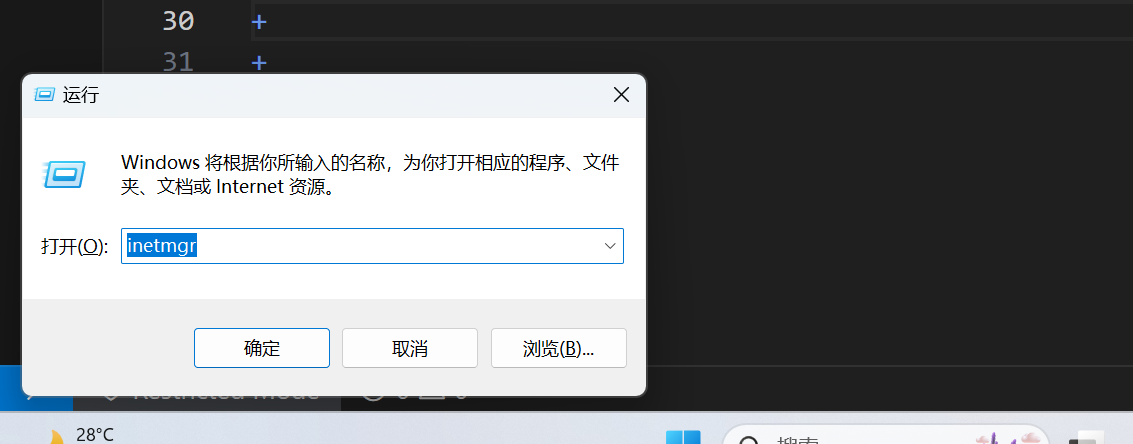 30 +
31 +
运行
Windows 将根据你所输入的名称，为你打开相应的程序、文件
夹、文档或 Internet 资源。
打开(O):
inetmgr
确定
取消
浏览(B)...
Restricted Mode
0
0
28°C
搜索